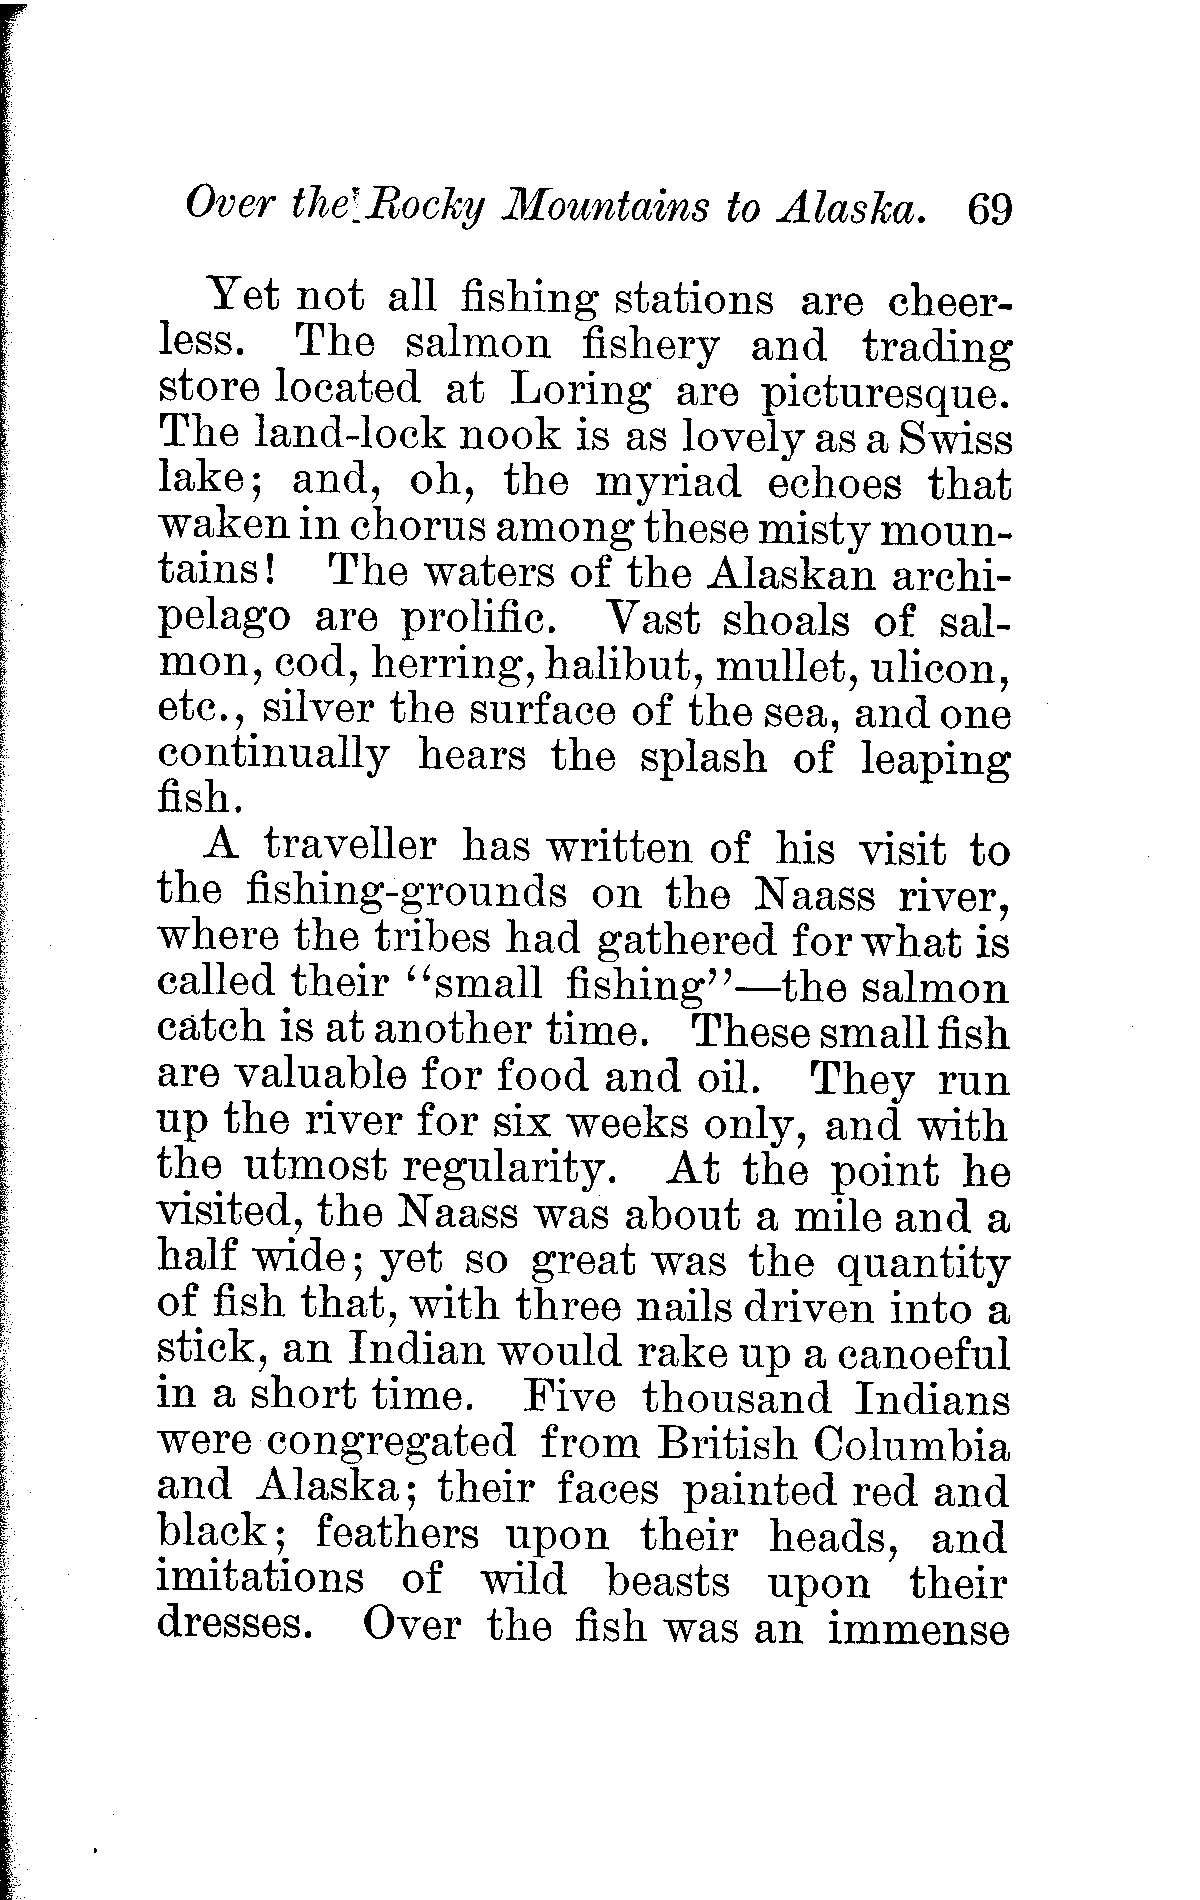 Over the Rocky Mountains to Alaska. 69
Yet not all fishing stations are cheer-
less. The salmon fishery and trading
store located at Loring are picturesque.
The land-lock nook is as lovely as a Swiss
lake; and, oh, the myriad echoes that
waken in chorus among these misty moun-
tains! The waters of the Alaskan archi-
pelago are prolific. Vast shoals of sal-
mon, cod, herring, halibut, mullet, ulicon,
etc., silver the surface of the sea, and one
continually hears the splash of leaping
fish.
A traveller has written of his visit to
the fishing-grounds on the Naass river,
where the tribes had gathered for what is
called their "small fishing"—the salmon
catch is at another time. These small fish
are valuable for food and oil. They run
up the river for six weeks only, and with
the utmost regularity. At the point he
visited, the Naass was about a mile and a
half wide; yet so great was the quantity
of fish that, with three nails driven into a
stick, an Indian would rake up a canoeful
in a short time. Five thousand Indians
were congregated from British Columbia
and Alaska; their faces painted red and
black; feathers upon their heads, and
imitations of wild beasts upon their
dresses. Over the fish was an immense